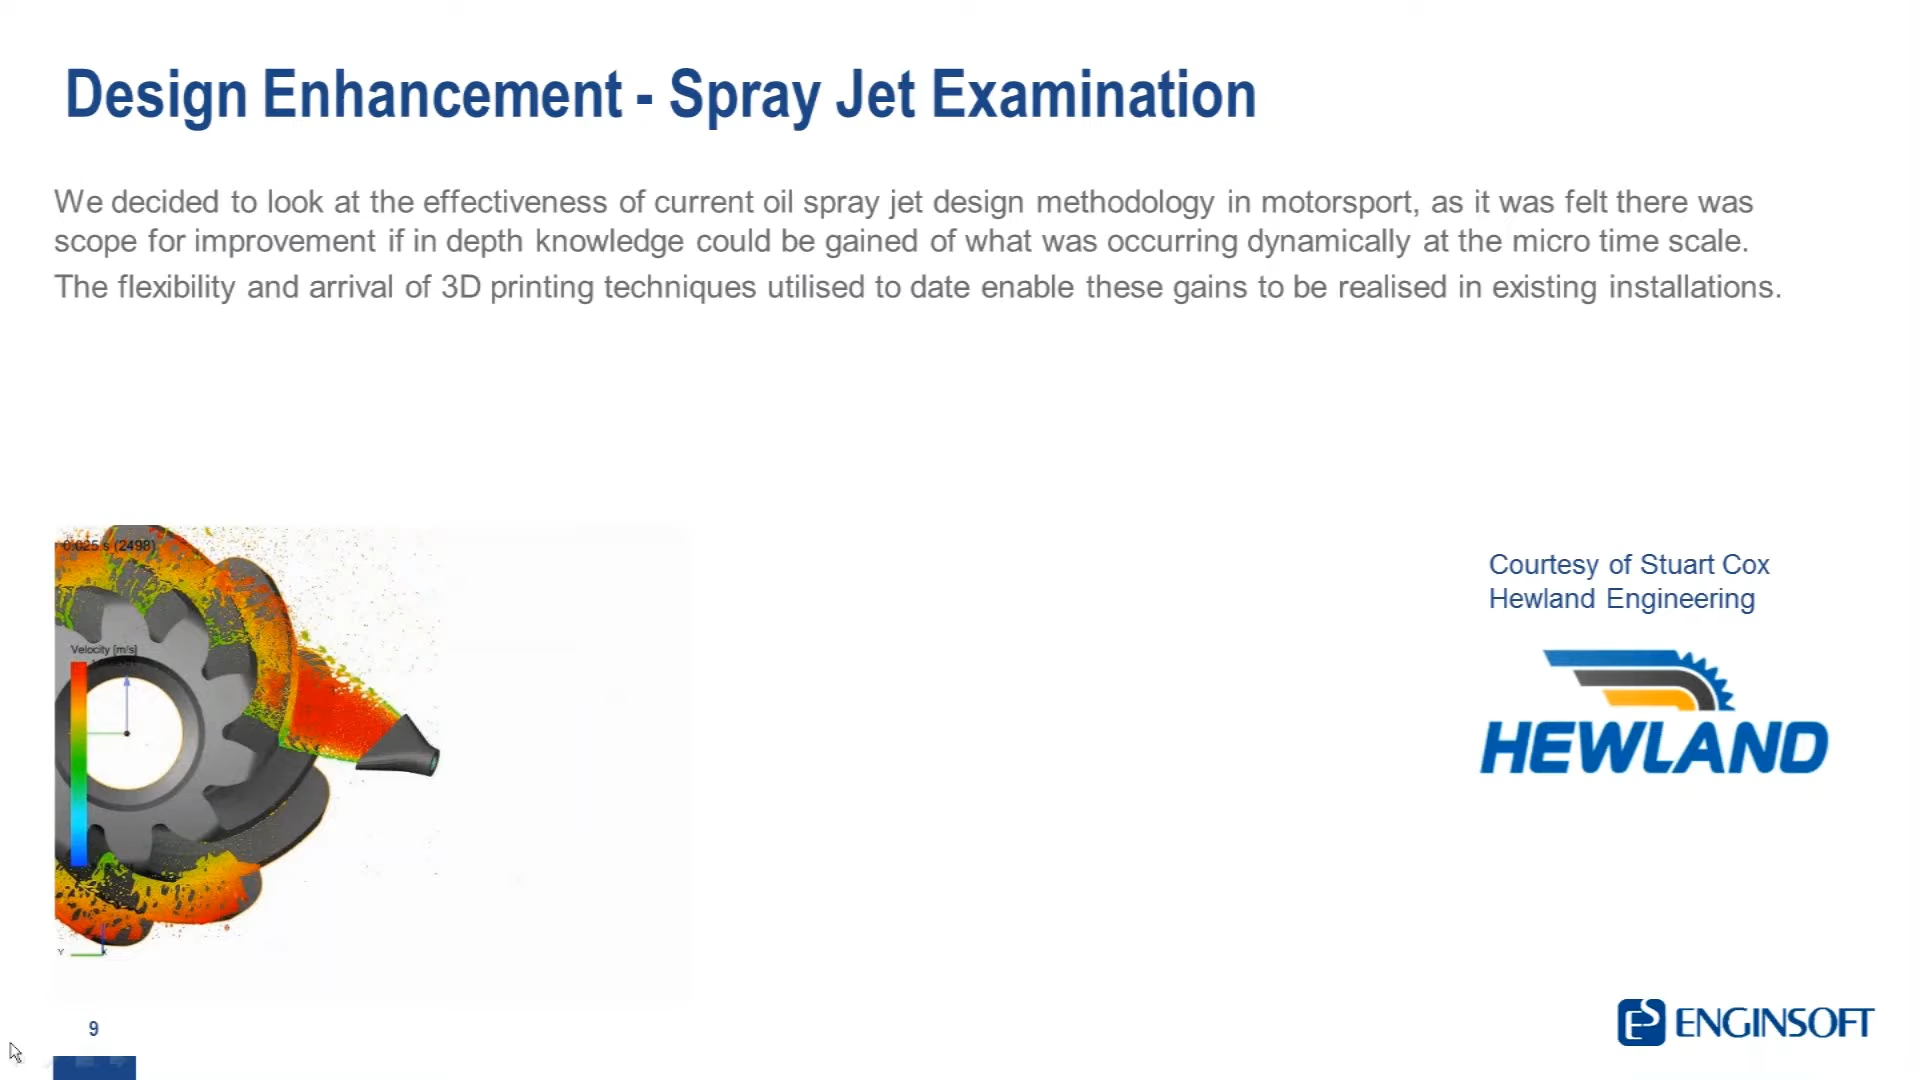 Design Enhancement - Spray Jet Examination
We decided to look at the effectiveness of current oil spray jet design methodology in motorsport, as it was felt there was
scope for improvement if in depth knowledge could be gained of what was occurring dynamically at the micro time scale.
The flexibility and arrival of 3D printing techniques utilised to date enable these gains to be realised in existing installations.
0.025 s (2498)
Velocity [m/s]
Y
Courtesy of Stuart Cox
Hewland Engineering
HEWLAND
9
ES ENGINSOFT